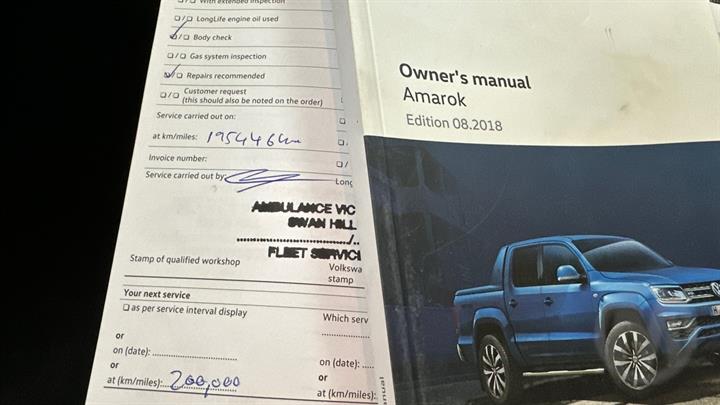 With extended inspection
☐/☐ LongLife engine oil used
☑/☐ Body check
☐/☐ Gas system inspection
☑/☐ Repairs recommended
☐/☐ Customer request
(this should also be noted on the order)
Service carried out on:
at km/miles: 195446km
Invoice number:
Service carried out by:
Long
AMBULANCE VIC
SWAN HILL
FLEET SERVICE
Stamp of qualified workshop
Volkswa
stamp
Your next service
☐ as per service interval display
Which serv
or
on (date):
on (date):
or
or
at (km/miles): 200,000
at (km/miles):
Owner's manual
Amarok
Edition 08.2018